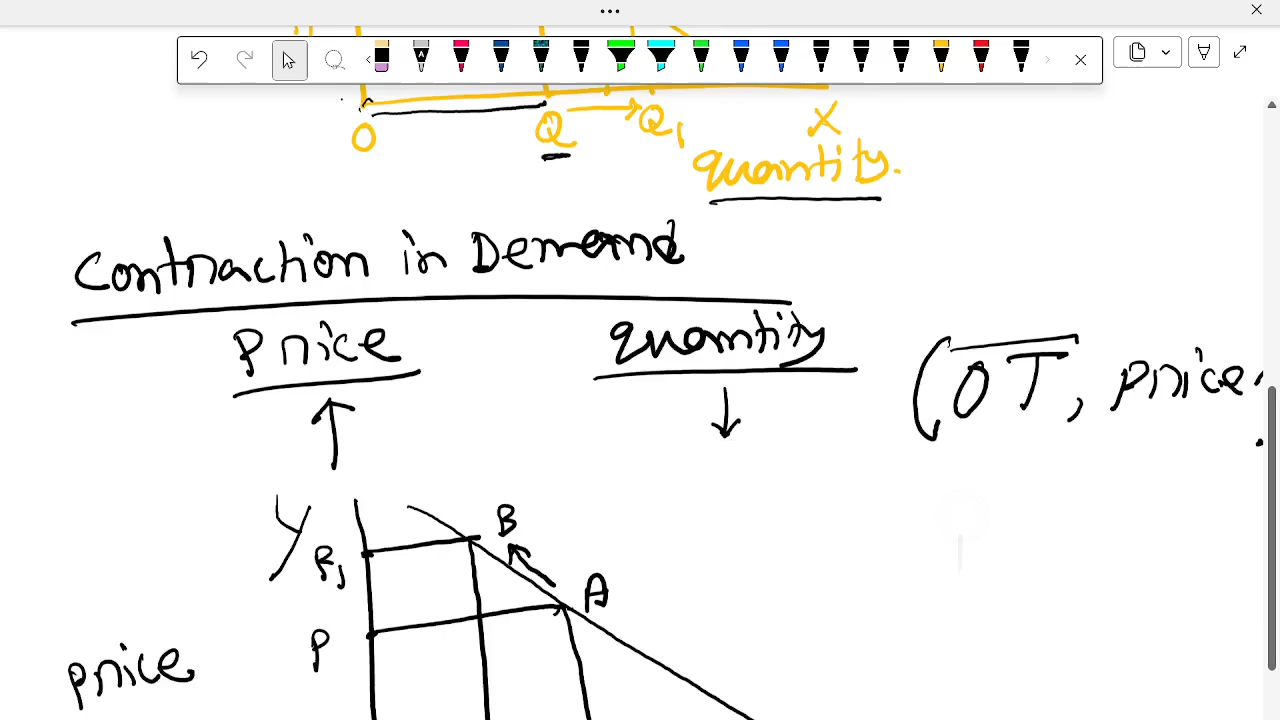 O Q Q1 X
quantity.
Contraction in Demand
Price quantity
(OT, Price
Y
B
P1
A
P
price